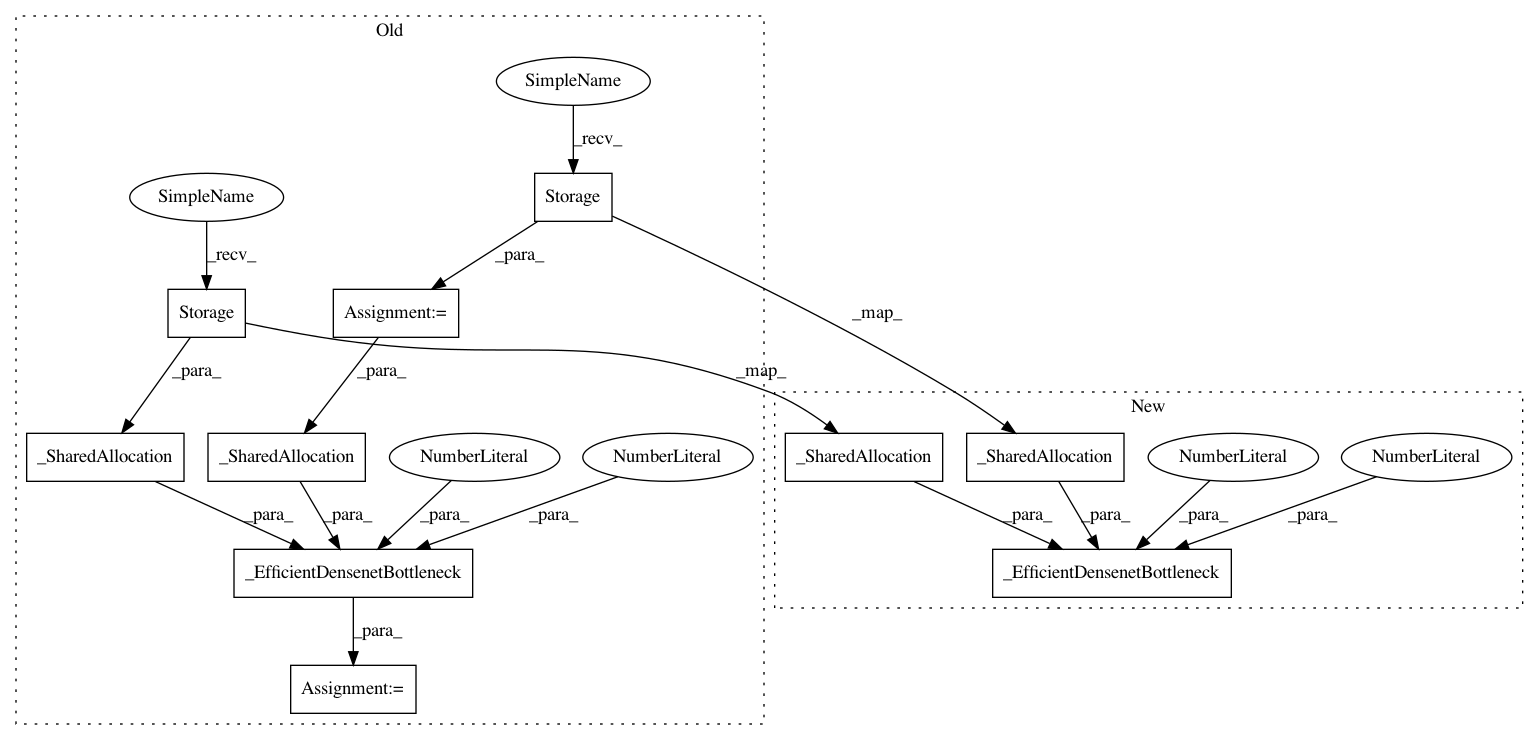 Old
SimpleName
_recv_
SimpleName
Storage
_recv_
_para_
Storage
Assignment:=
_map_
_para_
_para_
_map_
New
_SharedAllocation
_SharedAllocation
NumberLiteral
NumberLiteral
_SharedAllocation
_SharedAllocation
NumberLiteral
NumberLiteral
_para_
_para_
_para_
_para_
_para_
_para_
_para_
_para_
_EfficientDensenetBottleneck
_EfficientDensenetBottleneck
_para_
Assignment:=